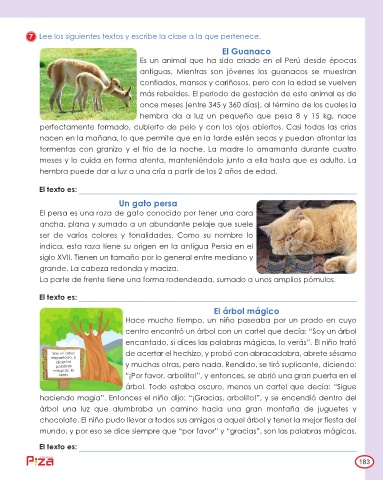 7 Lee los siguientes textos y escribe la clase a la que pertenece.
El Guanaco
Es un animal que ha sido criado en el Perú desde épocas
antiguas. Mientras son jóvenes los guanacos se muestran
confiados, mansos y cariñosos, pero con la edad se vuelven
más rebeldes. El periodo de gestación de este animal es de
once meses (entre 345 y 360 días), al término de los cuales la
hembra da a luz un pequeño que pesa 8 y 15 kg, nace
perfectamente formado, cubierto de pelo y con los ojos abiertos. Casi todas las crías
nacen en la mañana, lo que permite que en la tarde estén secas y puedan afrontar las
tormentas con granizo y el frío de la noche. La madre lo amamanta durante cuatro
meses y lo cuida en forma atenta, manteniéndolo junto a ella hasta que es adulto. La
hembra puede dar a luz a una cría a partir de los 2 años de edad.
El texto es:
Un gato persa
El persa es una raza de gato conocido por tener una cara
ancha, plana y sumado a un abundante pelaje que suele
ser de varios colores y tonalidades. Como su nombre lo
indica, esta raza tiene su origen en la antigua Persia en el
siglo XVII. Tienen un tamaño por lo general entre mediano y
grande. La cabeza redonda y maciza.
La parte de frente tiene una forma rodendeada, sumado a unos amplios pómulos.
El texto es:
El árbol mágico
Hace mucho tiempo, un niño paseaba por un prado en cuyo
centro encontró un árbol con un cartel que decía: "Soy un árbol
encantado, si dices las palabras mágicas, lo verás". El niño trató
de acertar el hechizo, y probó con abracadabra, ábrete sésamo
y muchas otras, pero nada. Rendido, se tiró suplicante, diciendo:
"¡Por favor, arbolito!", y entonces, se abrió una gran puerta en el
árbol. Todo estaba oscuro, menos un cartel que decía: "Sigue
haciendo magia". Entonces el niño dijo: "¡Gracias, arbolito!", y se encendió dentro del
árbol una luz que alumbraba un camino hacia una gran montaña de juguetes y
chocolate. El niño pudo llevar a todos sus amigos a aquel árbol y tener la mejor fiesta del
mundo, y por eso se dice siempre que "por favor" y "gracias", son las palabras mágicas.
Soy un árbol
encantado, si
dices las
palabras
mágicas, lo
verás
El texto es:
P:za
183